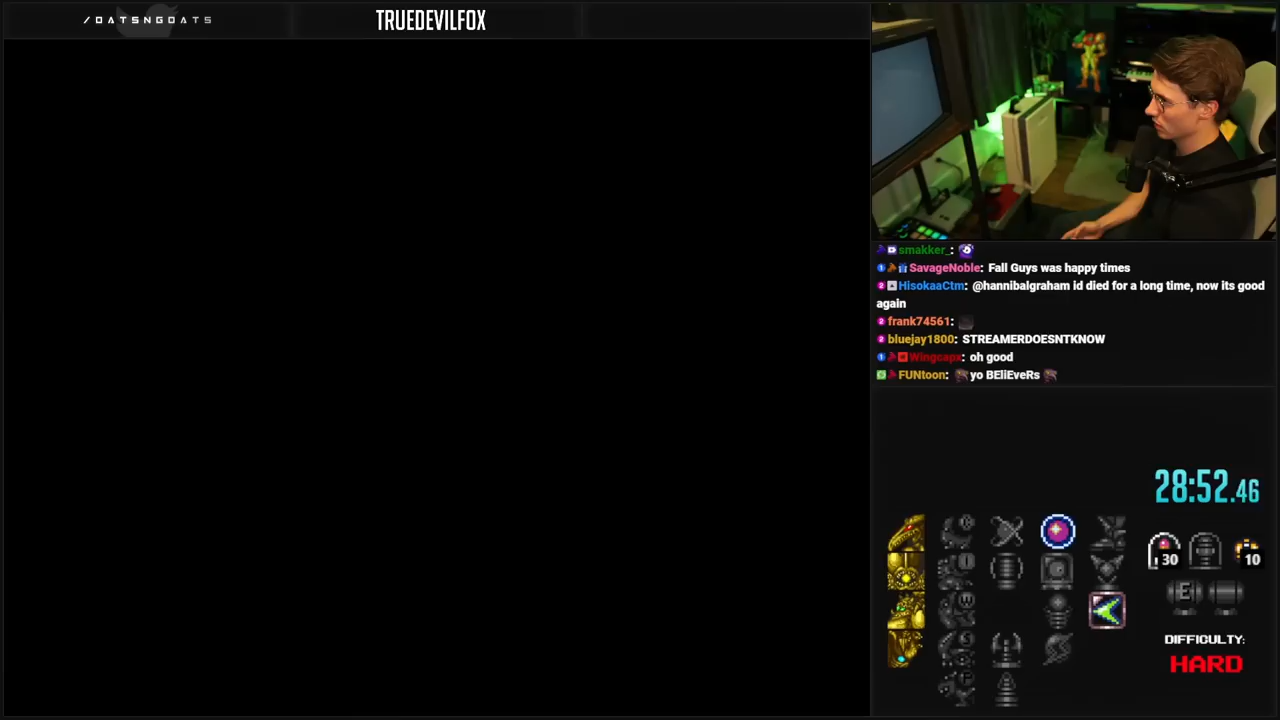 /OATSNGOATS
TRUEDEVILFOX
smakker_:
SavageNoble: Fall Guys was happy times
HisokaaCtm: @hannibalgraham id died for a long time, now its good
again
frank74561:
bluejay1800: STREAMERDOESNTKNOW
Wingcapx: oh good
FUNtoon: yo BEliEveRs
28:52.46
30
10
DIFFICULTY:
HARD